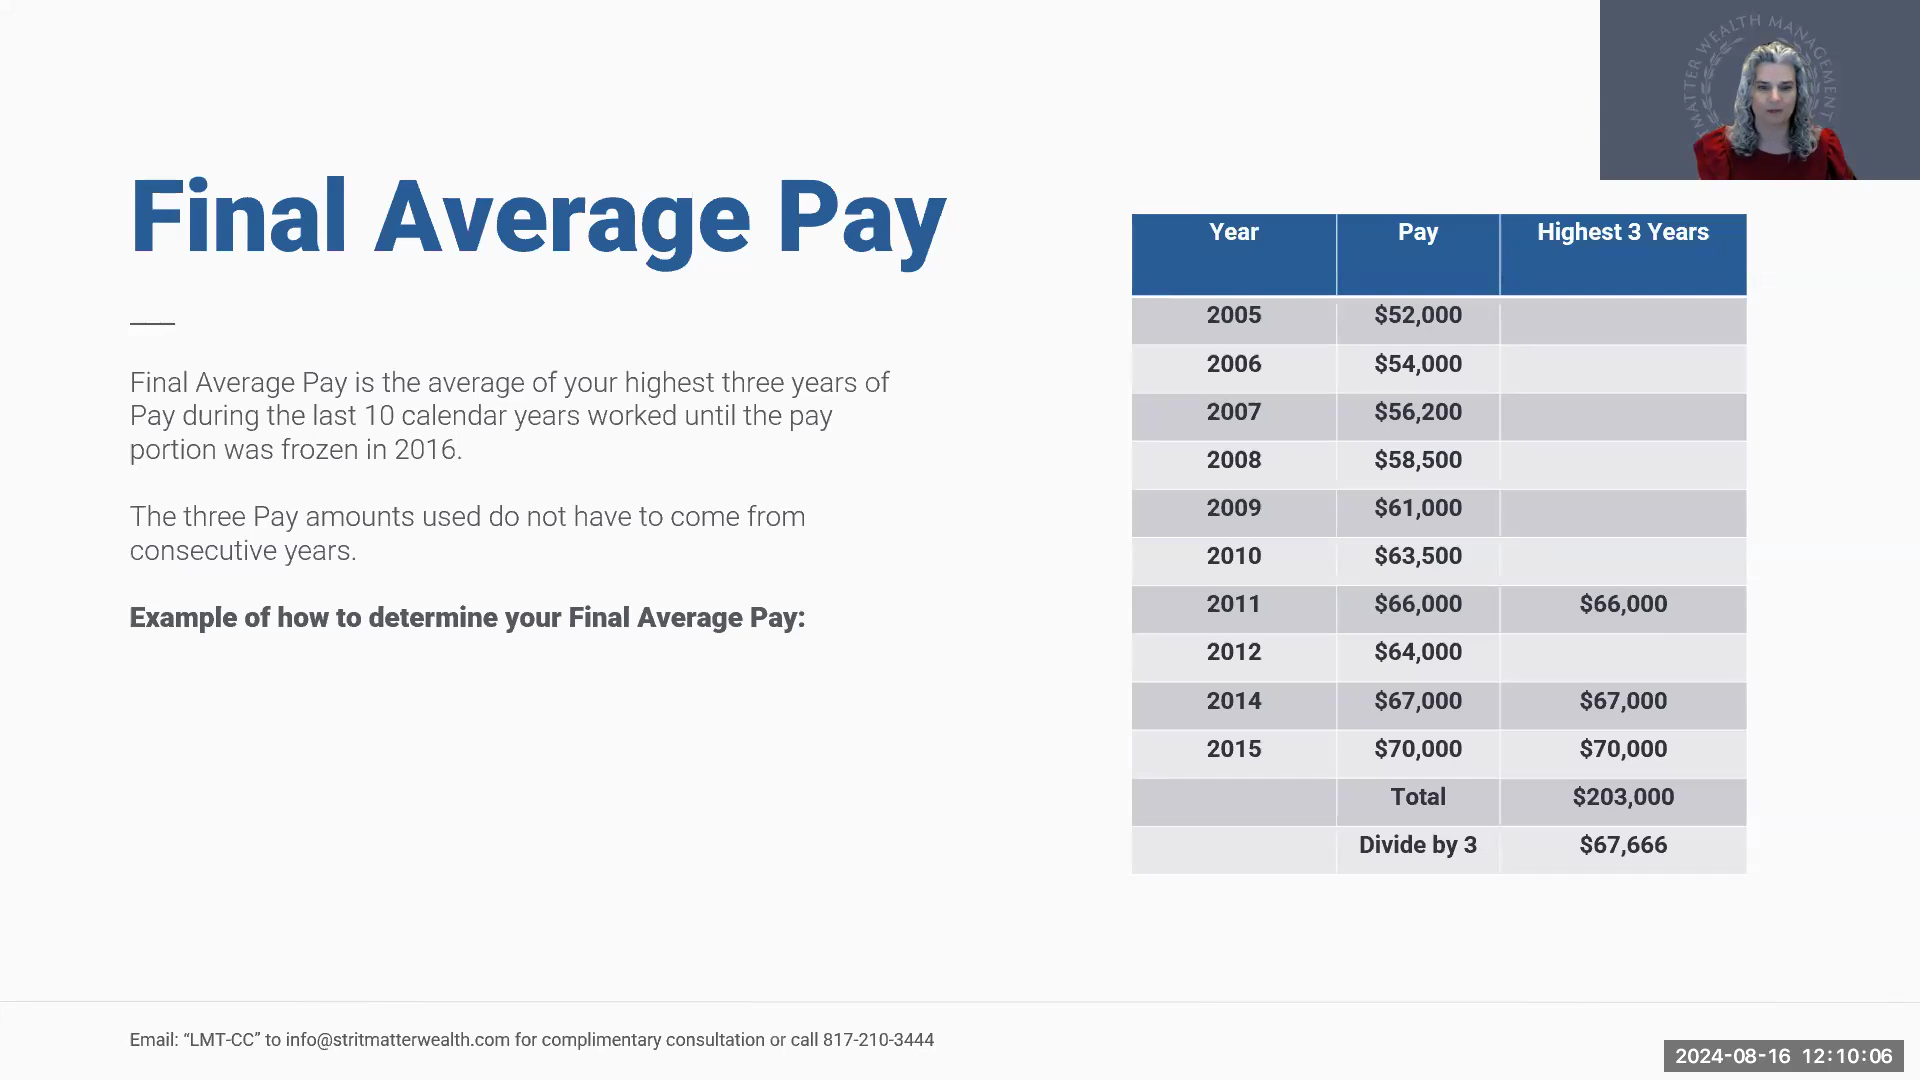 MATTER WEALTH MANAGEMENT
Final Average Pay
Final Average Pay is the average of your highest three years of
Pay during the last 10 calendar years worked until the pay
portion was frozen in 2016.
The three Pay amounts used do not have to come from
consecutive years.
Example of how to determine your Final Average Pay:
Year Pay Highest 3 Years
2005 $52,000
2006 $54,000
2007 $56,200
2008 $58,500
2009 $61,000
2010 $63,500
2011 $66,000 $66,000
2012 $64,000
2014 $67,000 $67,000
2015 $70,000 $70,000
Total $203,000
Divide by 3 $67,666
Email: “LMT-CC” to info@stritmatterwealth.com for complimentary consultation or call 817-210-3444
2024-08-16 12:10:06